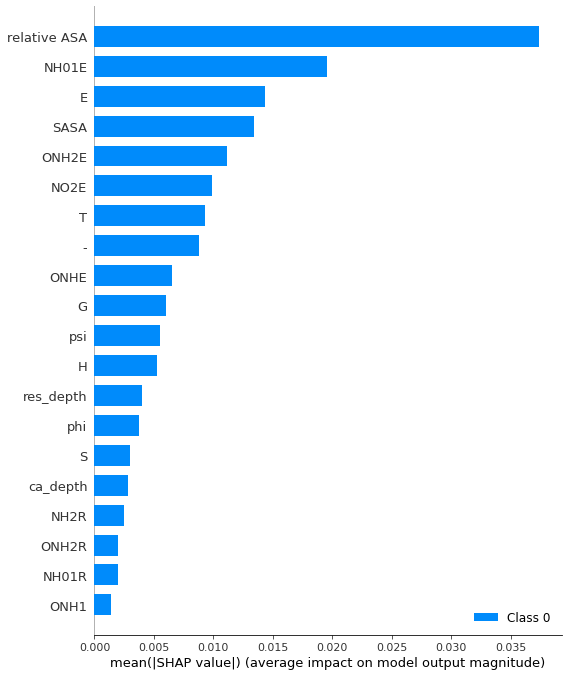 relative ASA
NH01E
E
SASA
ONH2E
NO2E
T
-
ONHE
G
psi
H
res_depth
phi
S
ca_depth
NH2R
ONH2R
NH01R
ONH1
Class 0
0.000 0.005 0.010 0.015 0.020 0.025 0.030 0.035
mean(|SHAP value|) (average impact on model output magnitude)